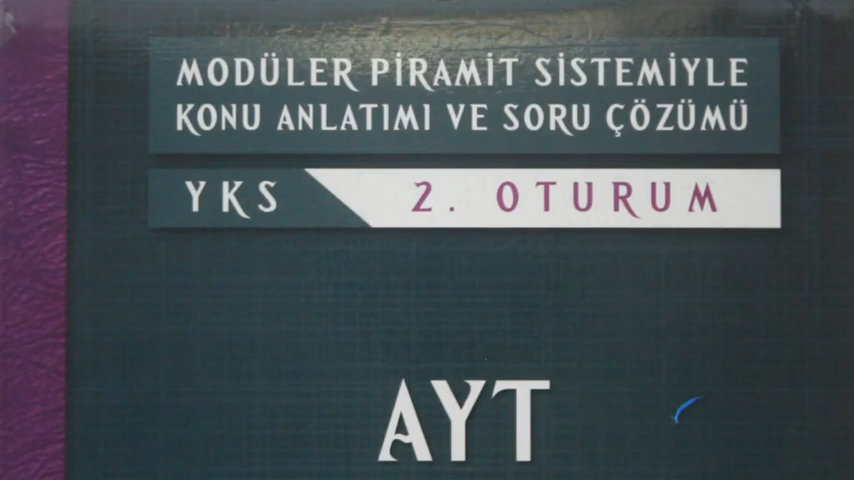 MODÜLER PİRAMİT SİSTEMİYLE
KONU ANLATIMI VE SORU ÇÖZÜMÜ
YKS 2. OTURUM
AYT